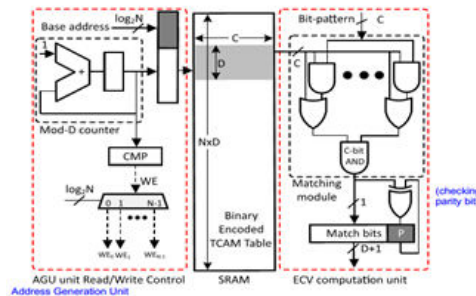 Base address
log2N
1
Mod-D counter
CMP
WE
log2N
0 1 N-1
WE0 WE1 WEN-1
AGU unit Read/Write Control
Address Generation Unit
C
D
NxD
Binary
Encoded
TCAM Table
SRAM
Bit-pattern
C
C
C-bit
AND
Matching
module
1
(checking
parity bit
Match bits P
D+1
ECV computation unit